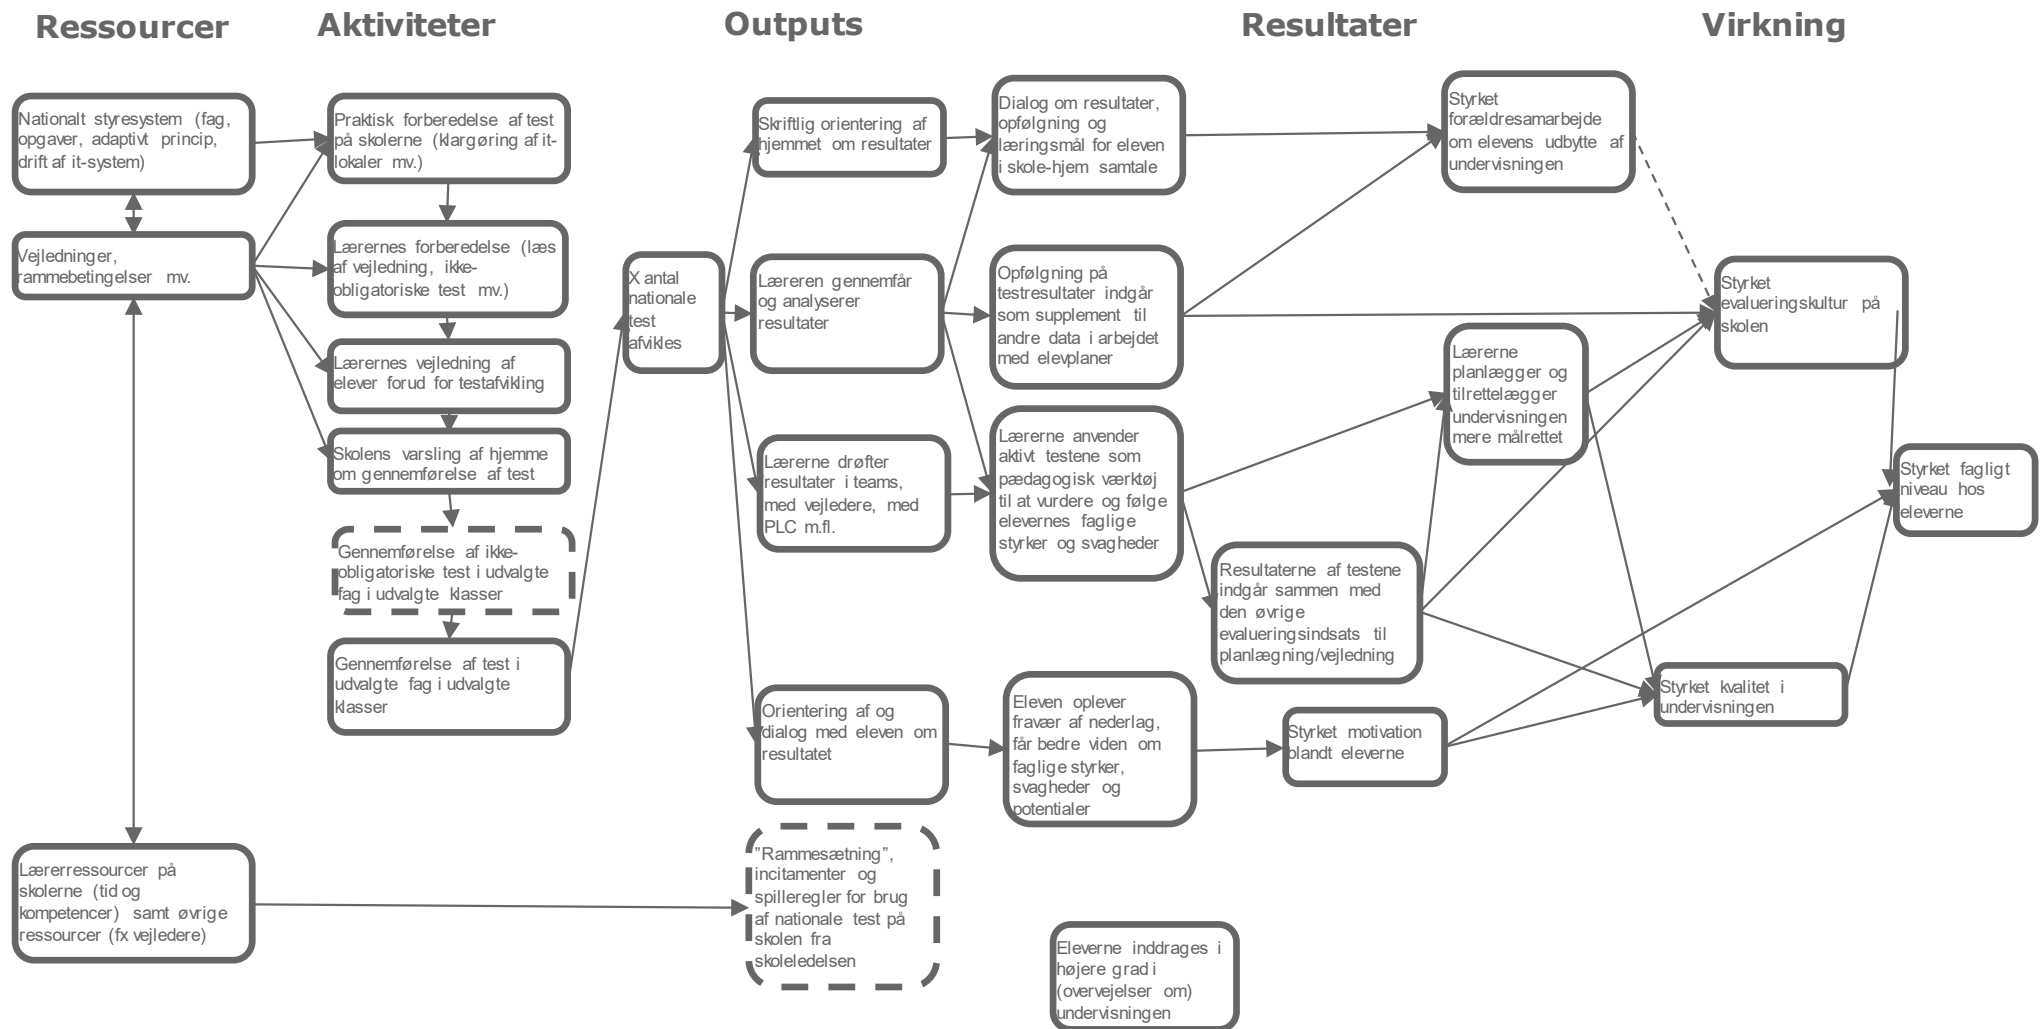 Ressourcer
Aktiviteter
Outputs
Resultater
Virkning
Nationalt styresystem (fag,
opgaver, adaptivt princip,
drift af it-system)
Vejledninger,
rammebetingelser mv.
Lærerressourcer på
skolerne (tid og
kompetencer) samt øvrige
ressourcer (fx vejledere)
Praktisk forberedelse af test
på skolerne (klargøring af it-
lokaler mv.)
Lærernes forberedelse (læs
af vejledning, ikke-
obligatoriske test mv.)
Lærernes vejledning af
elever forud for testafvikling
Skolens varsling af hjemme
om gennemførelse af test
Gennemførelse af ikke-
obligatoriske test i udvalgte
fag i udvalgte klasser
Gennemførelse af test i
udvalgte fag i udvalgte
klasser
X antal
nationale
test
afvikles
Skriftlig orientering af
hjemmet om resultater
Læreren gennemfår
og analyserer
resultater
Lærerne drøfter
resultater i teams,
med vejledere, med
PLC m.fl.
Orientering af og
dialog med eleven om
resultatet
”Rammesætning”,
incitamenter og
spilleregler for brug
af nationale test på
skolen fra
skoleledelsen
Dialog om resultater,
opfølgning og
læringsmål for eleven
i skole-hjem samtale
Opfølgning på
testresultater indgår
som supplement til
andre data i arbejdet
med elevplaner
Lærerne anvender
aktivt testene som
pædagogisk værktøj
til at vurdere og følge
elevernes faglige
styrker og svagheder
Eleven oplever
fravær af nederlag,
får bedre viden om
faglige styrker,
svagheder og
potentialer
Eleverne inddrages i
højere grad i
(overvejelser om)
undervisningen
Styrket
forældresamarbejde
om elevens udbytte af
undervisningen
Lærerne
planlægger og
tilrettelægger
undervisningen
mere målrettet
Resultaterne af testene
indgår sammen med
den øvrige
evalueringsindsats til
planlægning/vejledning
Styrket motivation
blandt eleverne
Styrket
evalueringskultur på
skolen
Styrket kvalitet i
undervisningen
Styrket fagligt
niveau hos
eleverne